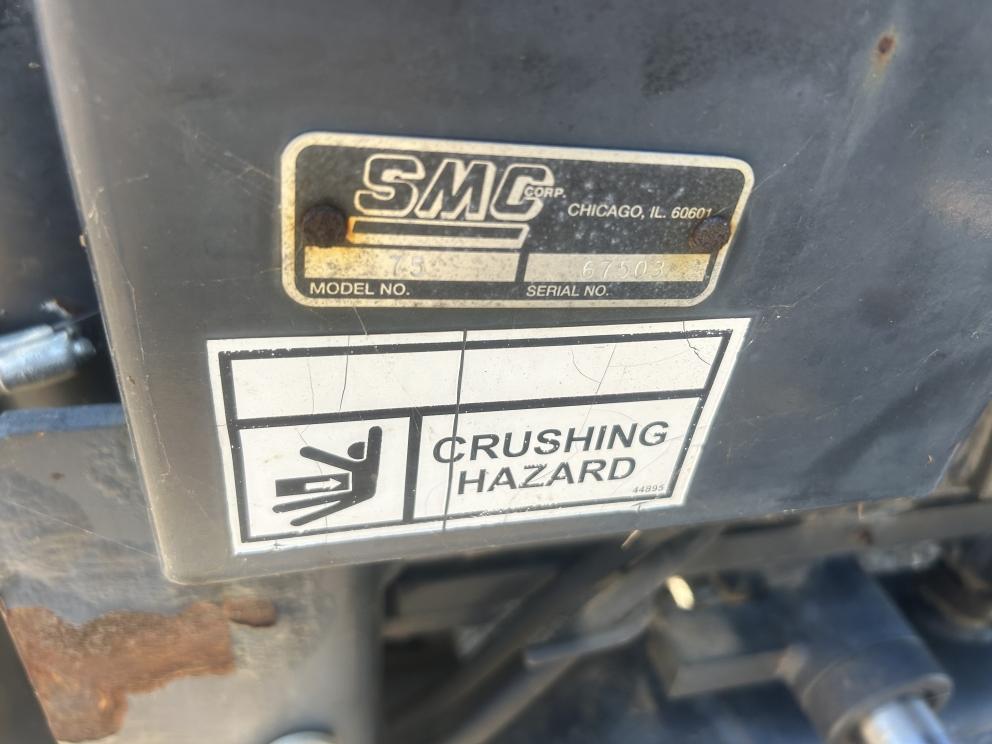 SMC CORP.
CHICAGO, IL. 60601
75 67503
MODEL NO. SERIAL NO.
CRUSHING
HAZARD
44895